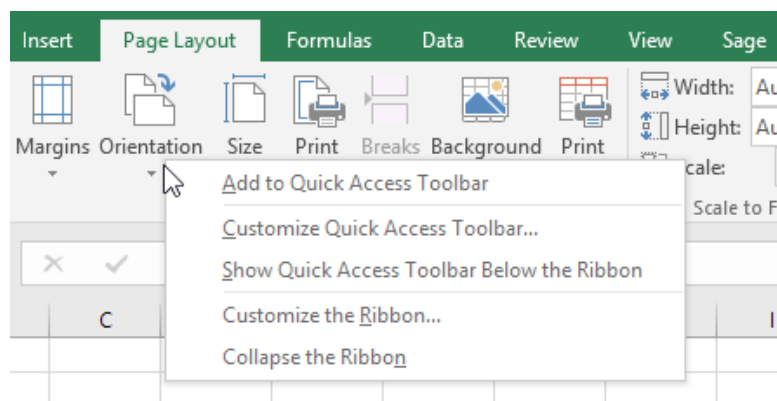 Insert Page Layout Formulas Data Review View Sage
Width: Au
Margins Orientation Size Print Breaks Background Print Height: Au
cale:
Add to Quick Access Toolbar
Scale to F
Customize Quick Access Toolbar...
Show Quick Access Toolbar Below the Ribbon
C Customize the Ribbon... I
Collapse the Ribbon